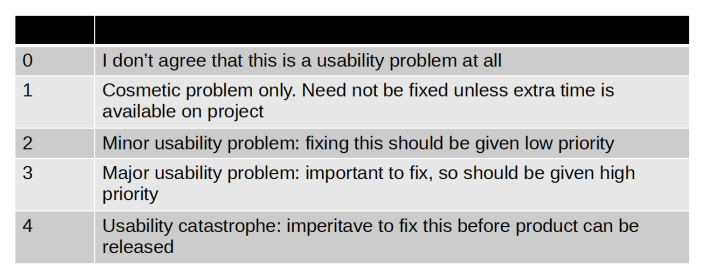 0 I don’t agree that this is a usability problem at all
1 Cosmetic problem only. Need not be fixed unless extra time is
available on project
2 Minor usability problem: fixing this should be given low priority
3 Major usability problem: important to fix, so should be given high
priority
4 Usability catastrophe: imperitave to fix this before product can be
released